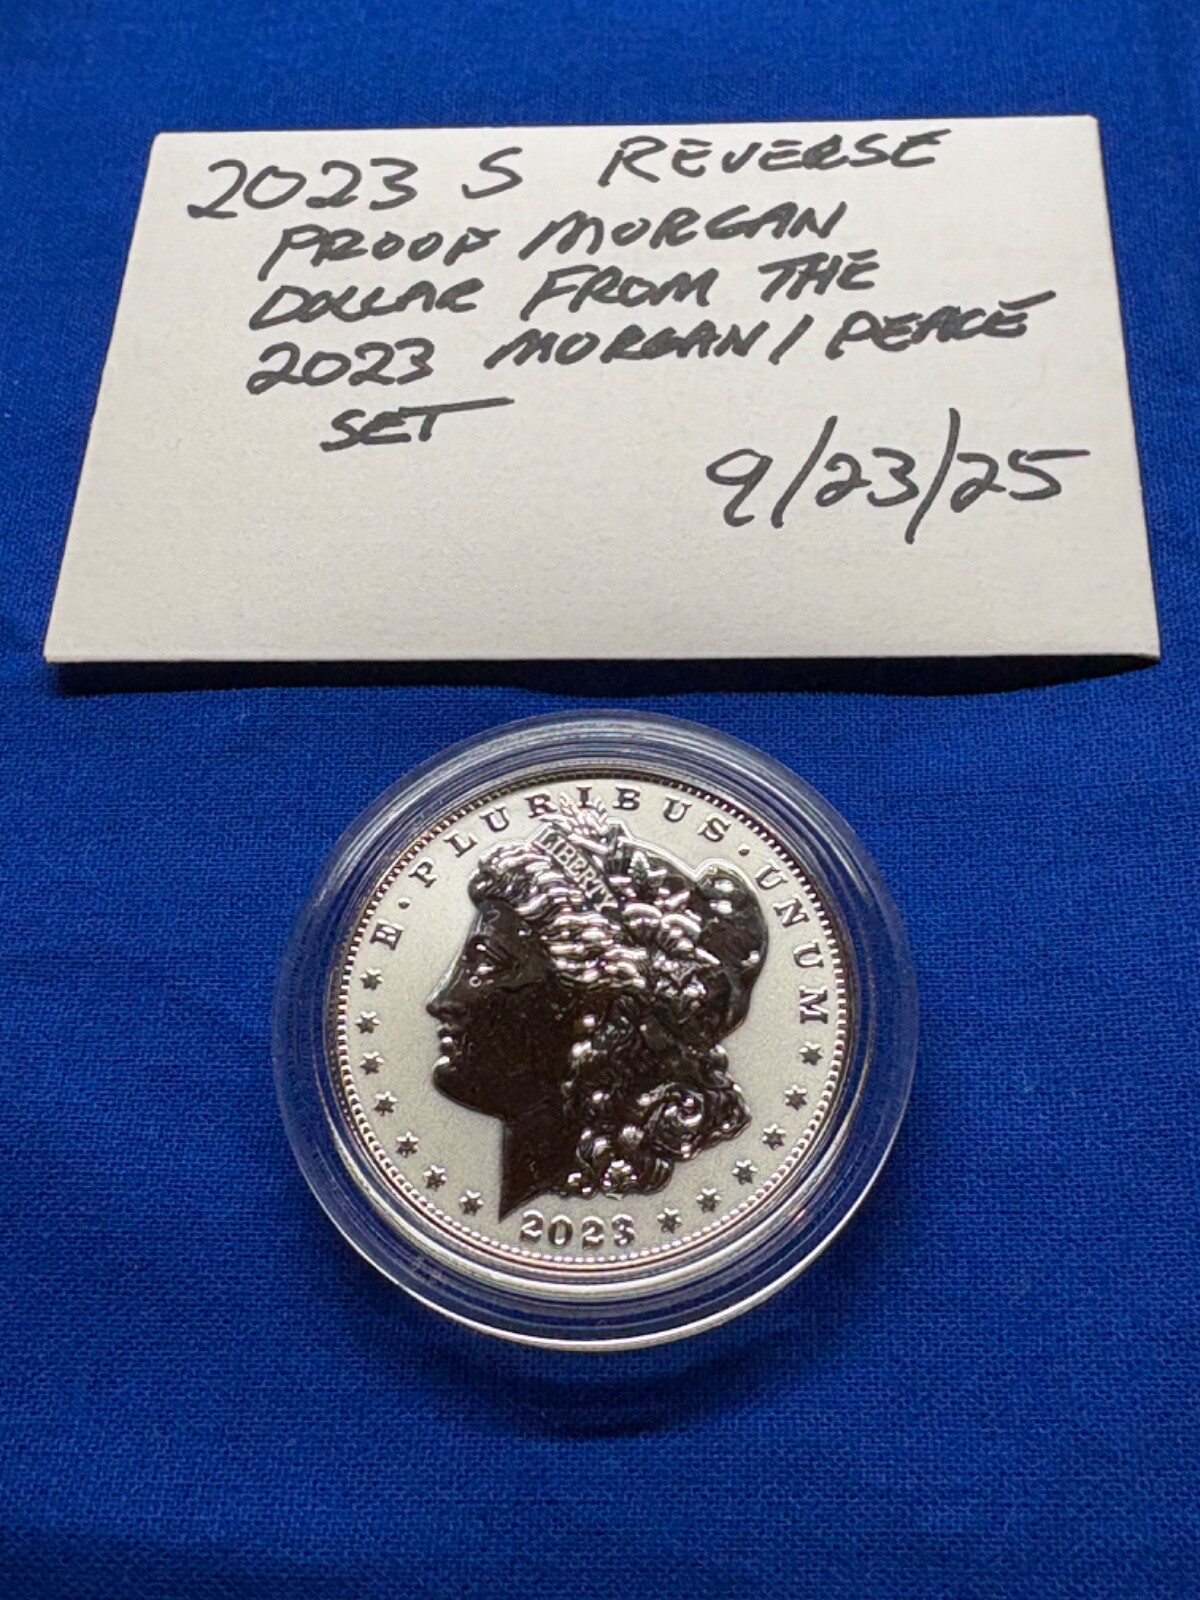 2023 S REVERSE
PROOF MORGAN
DOLLAR FROM THE
2023 MORGAN/PEACE
SET
9/23/25
E · PLURIBUS · UNUM
LIBERTY
2023